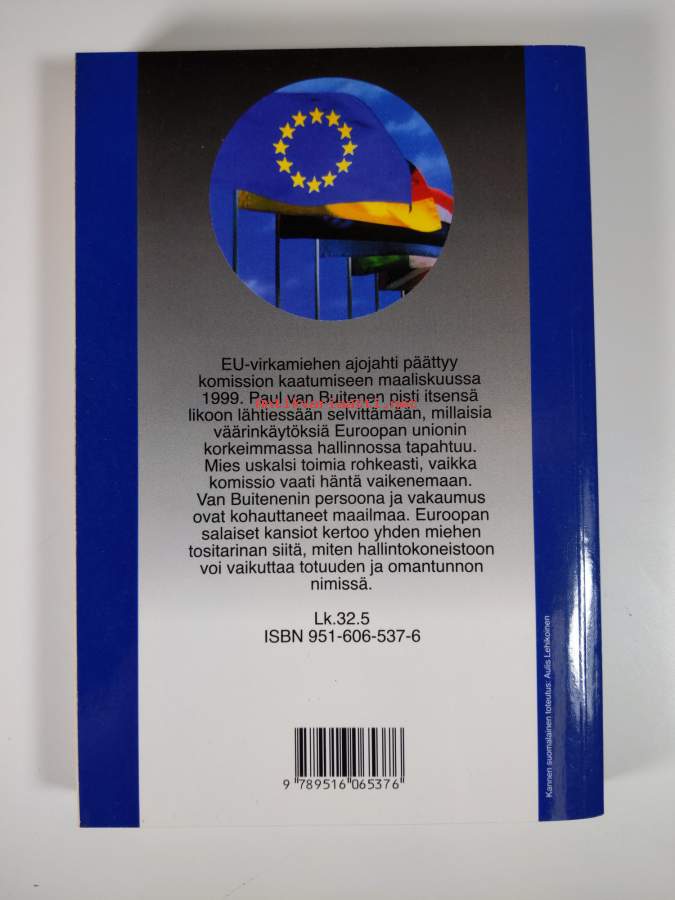 EU-virkamiehen ajojahti päättyy
komission kaatumiseen maaliskuussa
1999. Paul van Buitenen pisti itsensä
likoon lähtiessään selvittämään, millaisia
väärinkäytöksiä Euroopan unionin
korkeimmassa hallinnossa tapahtuu.
Mies uskalsi toimia rohkeasti, vaikka
komissio vaati häntä vaikenemaan.
Van Buitenenin persoona ja vakaumus
ovat kohauttaneet maailmaa. Euroopan
salaiset kansiot kertoo yhden miehen
tositarinan siitä, miten hallintokoneistoon
voi vaikuttaa totuuden ja omantunnon
nimissä.
Lk.32.5
ISBN 951-606-537-6
9 789516 065376
Kannen suomalainen toteutus: Aulis Lehikoinen